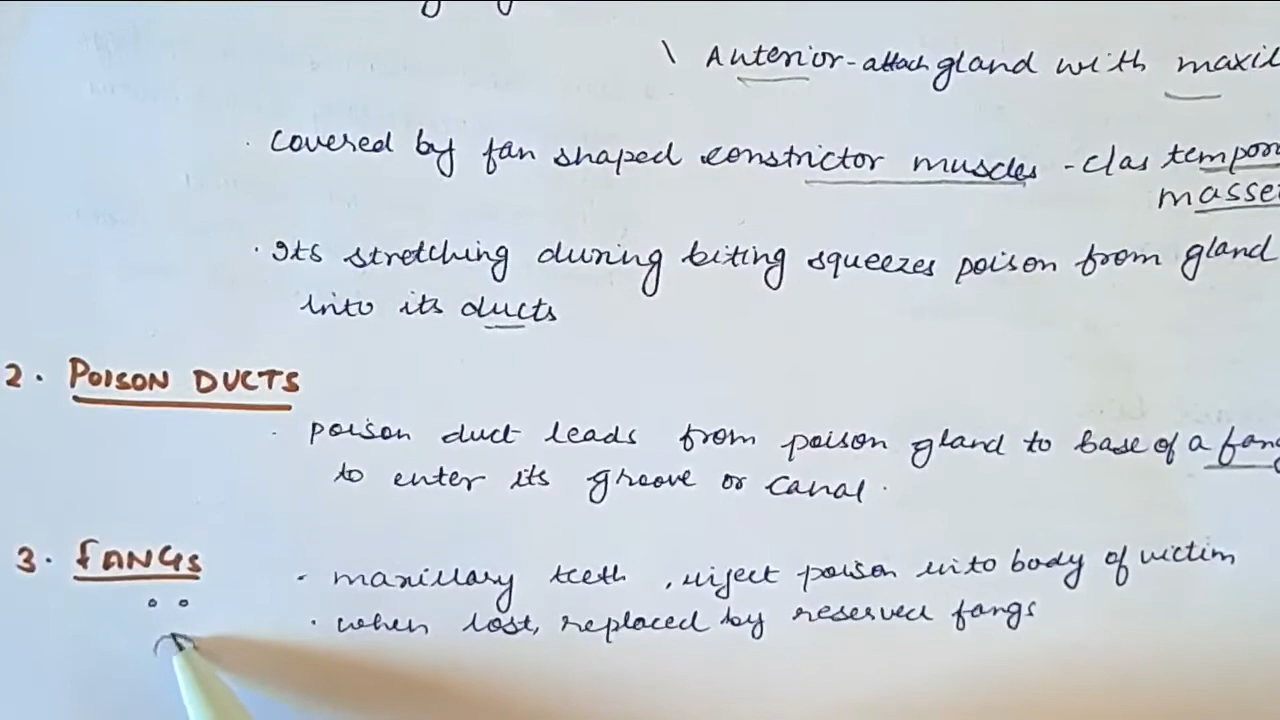 \ Anterior-attach gland with maxil
· Covered by fan shaped constrictor muscles - clas tempor
masse
· Its stretching during biting squeezes poison from gland
into its ducts
2. POISON DUCTS
· poison duct leads from poison gland to base of a fang
to enter its groove or canal.
3. FANGS
· maxillary teeth, inject poison into body of victim
· when lost, replaced by reserved fangs